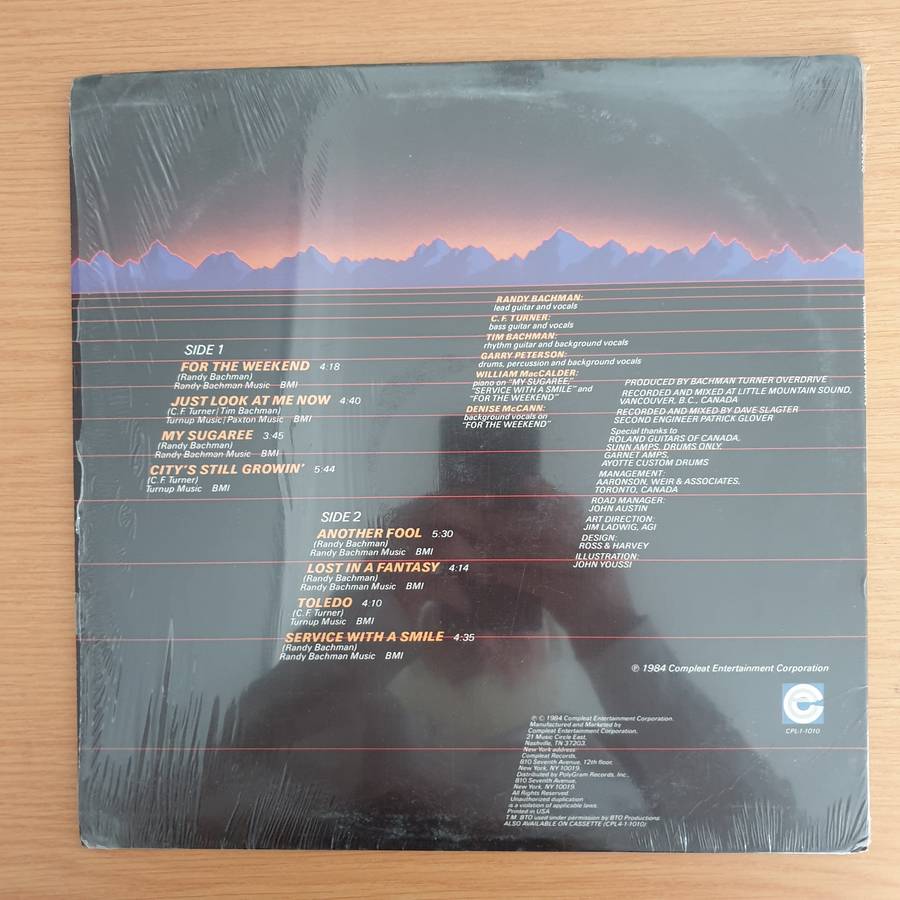 SIDE 1
FOR THE WEEKEND 4:18
(Randy Bachman)
Randy Bachman Music BMI
JUST LOOK AT ME NOW 4:40
(C.F. Turner/Tim Bachman)
Turnup Music/Paxton Music BMI
MY SUGAREE 3:45
(Randy Bachman)
Randy Bachman Music BMI
CITY'S STILL GROWIN' 5:44
(C.F. Turner)
Turnup Music BMI
SIDE 2
ANOTHER FOOL 5:30
(Randy Bachman)
Randy Bachman Music BMI
LOST IN A FANTASY 4:14
(Randy Bachman)
Randy Bachman Music BMI
TOLEDO 4:10
(C.F. Turner)
Turnup Music BMI
SERVICE WITH A SMILE 4:35
(Randy Bachman)
Randy Bachman Music BMI
RANDY BACHMAN:
lead guitar and vocals
C.F. TURNER:
bass guitar and vocals
TIM BACHMAN:
rhythm guitar and background vocals
GARRY PETERSON:
drums, percussion and background vocals
WILLIAM MacCALDER:
piano on "MY SUGAREE,"
"SERVICE WITH A SMILE" and
"FOR THE WEEKEND"
DENISE McCANN:
background vocals on
"FOR THE WEEKEND"
PRODUCED BY BACHMAN TURNER OVERDRIVE
RECORDED AND MIXED AT LITTLE MOUNTAIN SOUND,
VANCOUVER, B.C., CANADA
RECORDED AND MIXED BY DAVE SLAGTER
SECOND ENGINEER PATRICK GLOVER
Special thanks to
ROLAND GUITARS OF CANADA,
SUNN AMPS, DRUMS ONLY,
GARNET AMPS,
AYOTTE CUSTOM DRUMS
MANAGEMENT:
AARONSON, WEIR & ASSOCIATES,
TORONTO, CANADA
ROAD MANAGER:
JOHN AUSTIN
ART DIRECTION:
JIM LADWIG, AGI
DESIGN:
ROSS & HARVEY
ILLUSTRATION:
JOHN YOUSSI
℗ 1984 Compleat Entertainment Corporation
CPL-1-1010
℗ © 1984 Compleat Entertainment Corporation.
Manufactured and Marketed by
Compleat Entertainment Corporation,
21 Music Circle East,
Nashville, TN 37203.
New York address:
Compleat Records,
810 Seventh Avenue, 12th floor,
New York, NY 10019.
Distributed by PolyGram Records, Inc.,
810 Seventh Avenue,
New York, NY 10019.
All Rights Reserved.
Unauthorized duplication
is a violation of applicable laws.
Printed in USA
T.M. BTO used under permission by BTO Productions
ALSO AVAILABLE ON CASSETTE (CPL4-1-1010)